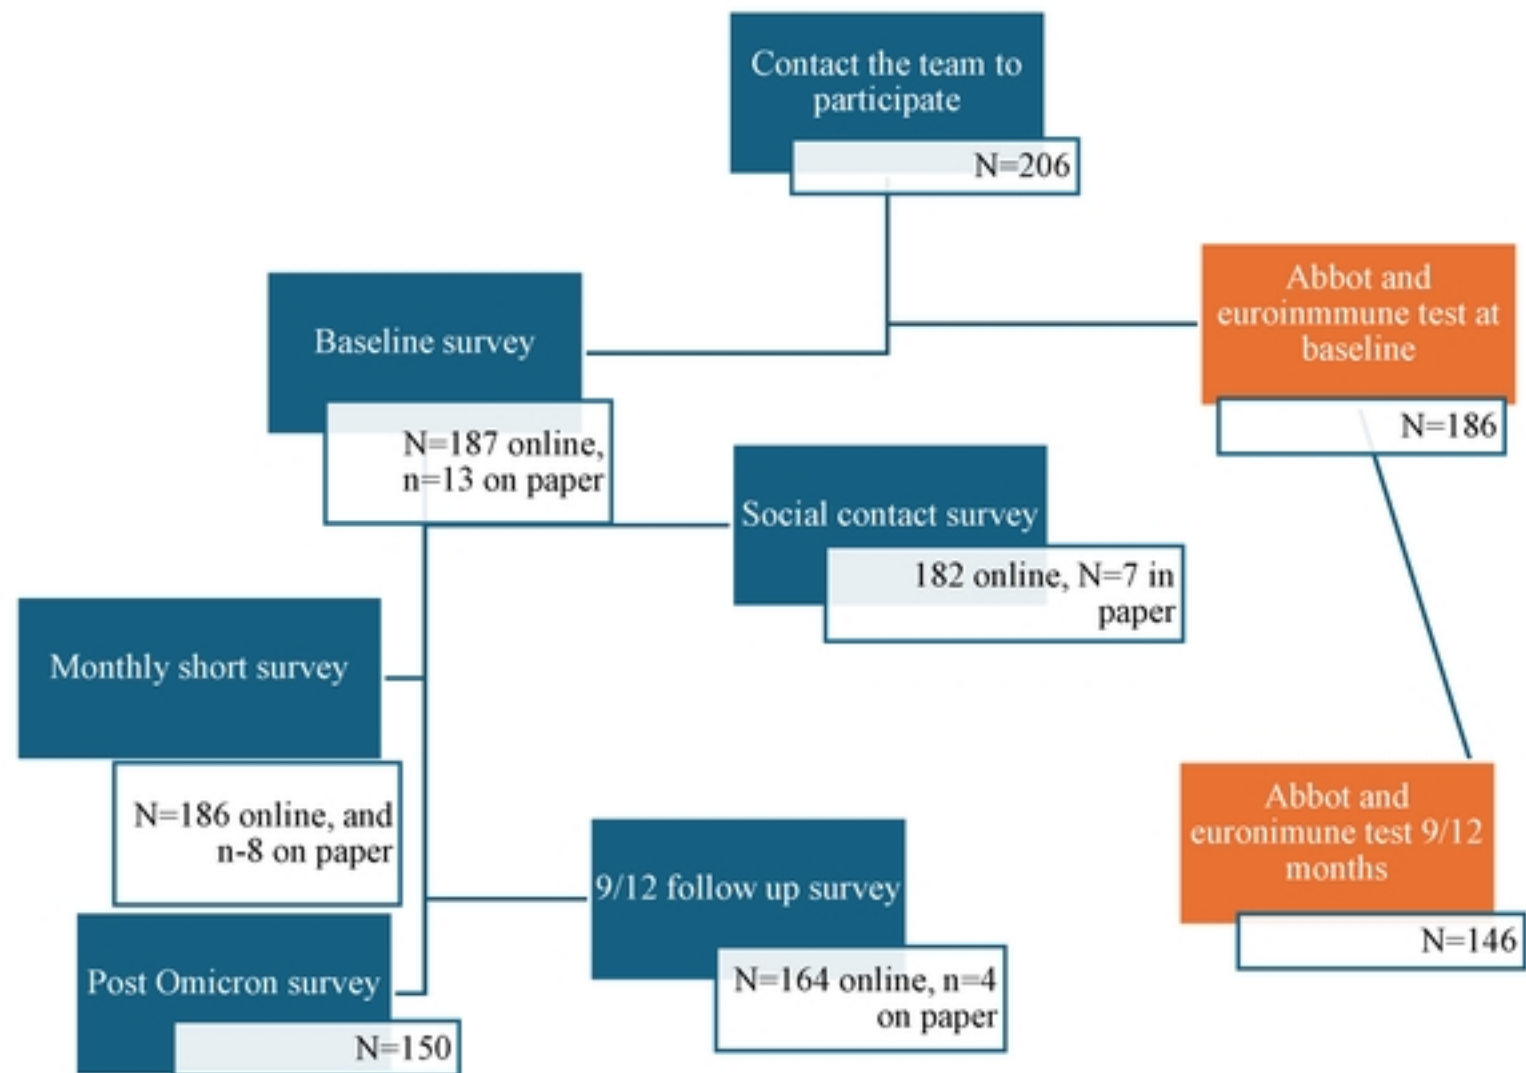 Contact the team to
participate
N=206
Abbot and
euroinmmune test at
baseline
N=186
Baseline survey
N=187 online,
n=13 on paper
Social contact survey
182 online, N=7 in
paper
Monthly short survey
N=186 online, and
n-8 on paper
Abbot and
euronimune test 9/12
months
N=146
9/12 follow up survey
N=164 online, n=4
on paper
Post Omicron survey
N=150